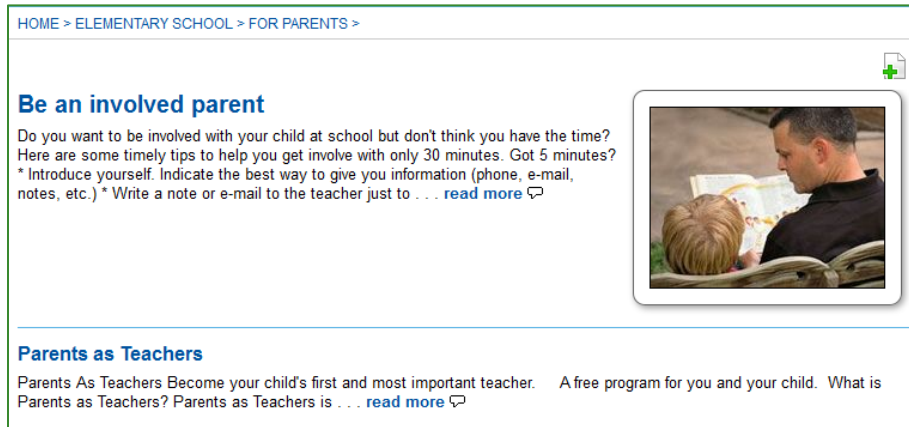 HOME > ELEMENTARY SCHOOL > FOR PARENTS >
Be an involved parent
Do you want to be involved with your child at school but don't think you have the time?
Here are some timely tips to help you get involve with only 30 minutes. Got 5 minutes?
* Introduce yourself. Indicate the best way to give you information (phone, e-mail,
notes, etc.) * Write a note or e-mail to the teacher just to . . . read more
Parents as Teachers
Parents As Teachers Become your child's first and most important teacher. A free program for you and your child. What is
Parents as Teachers? Parents as Teachers is . . . read more